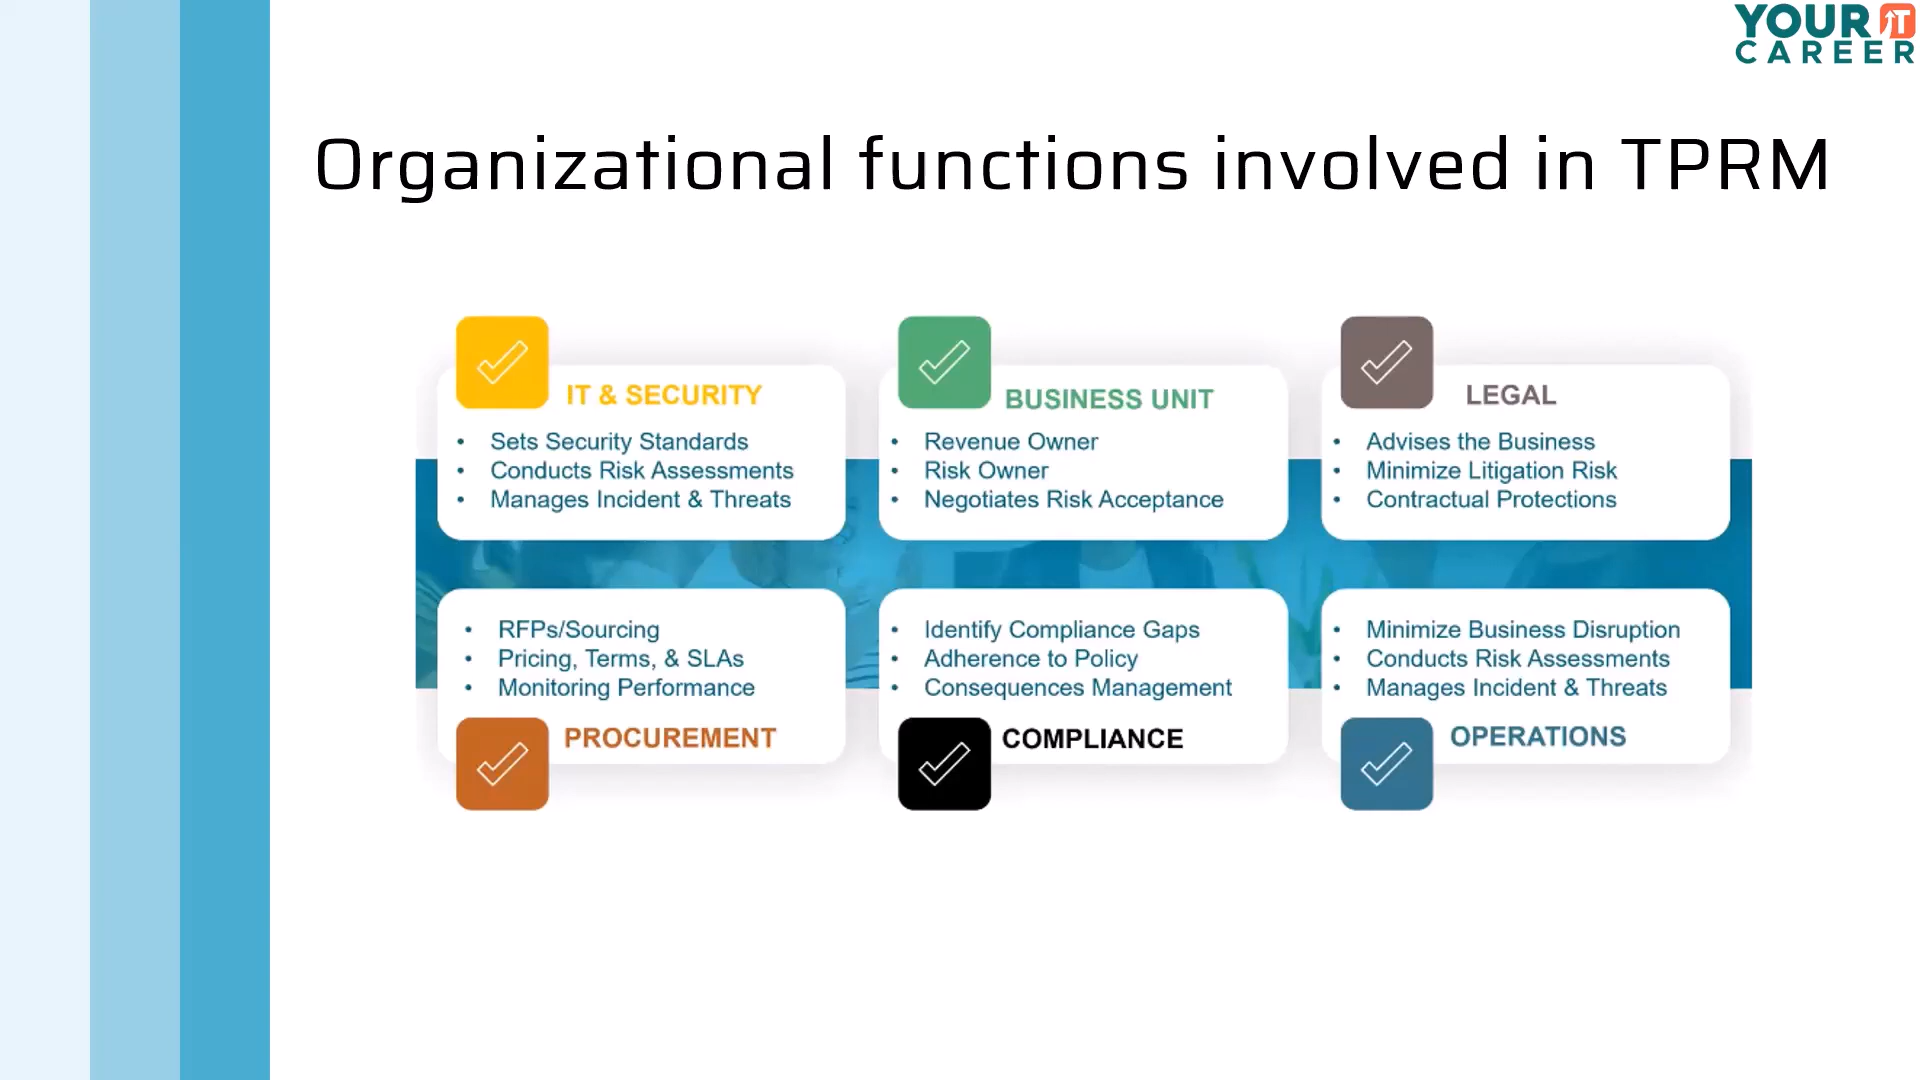 YOUR IT
CAREER
Organizational functions involved in TPRM
IT & SECURITY
• Sets Security Standards
• Conducts Risk Assessments
• Manages Incident & Threats
BUSINESS UNIT
• Revenue Owner
• Risk Owner
• Negotiates Risk Acceptance
LEGAL
• Advises the Business
• Minimize Litigation Risk
• Contractual Protections
• RFPs/Sourcing
• Pricing, Terms, & SLAs
• Monitoring Performance
PROCUREMENT
• Identify Compliance Gaps
• Adherence to Policy
• Consequences Management
COMPLIANCE
• Minimize Business Disruption
• Conducts Risk Assessments
• Manages Incident & Threats
OPERATIONS